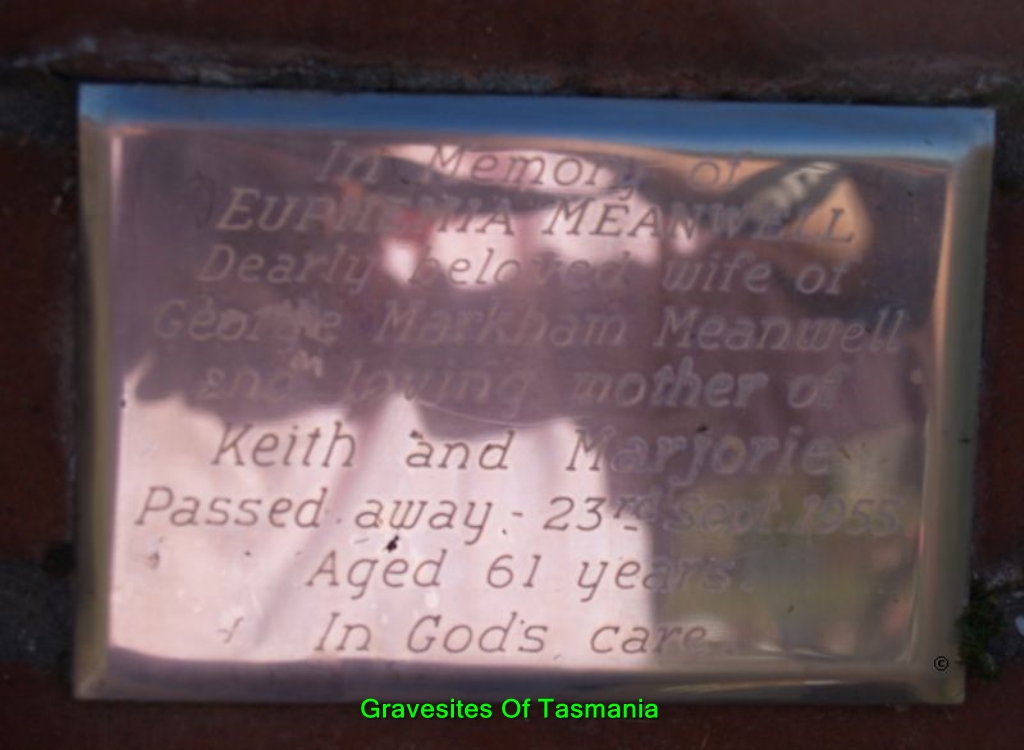 In Memory of
EUPHEMIA MEANWELL
Dearly beloved wife of
George Markham Meanwell
and loving mother of
Keith and Marjorie
Passed away:- 23rd Sept. 1955
Aged 61 years.
In God's care.
©
Gravesites Of Tasmania